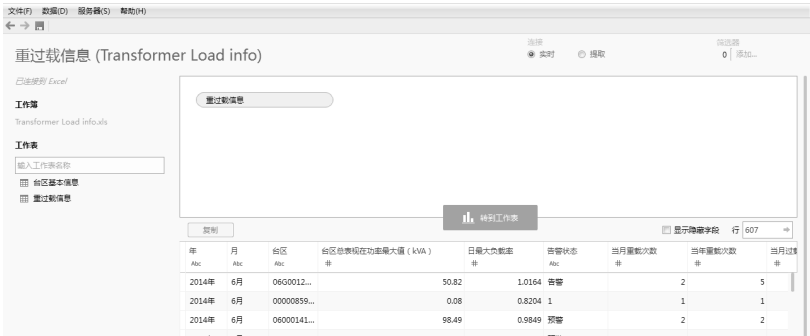 文件(F) 数据(D) 服务器(S) 帮助(H)
重过载信息 (Transformer Load info)
连接
实时 提取
筛选器
0 添加...
已连接到 Excel
工作簿
Transformer Load info.xls
工作表
输入工作表名称
台区基本信息
重过载信息
重过载信息
转到工作表
复制
显示隐藏字段 行 607
年 月 台区 台区总表视在功率最大值（kVA） 日最大负载率 告警状态 当月重载次数 当年重载次数 当月过载
Abc Abc Abc # # Abc # # #
2014年 6月 06G0012... 50.82 1.0164 告警 2 5
2014年 6月 00000859... 0.08 0.8204 1 1 1
2014年 6月 06000141... 98.49 0.9849 预警 2 2